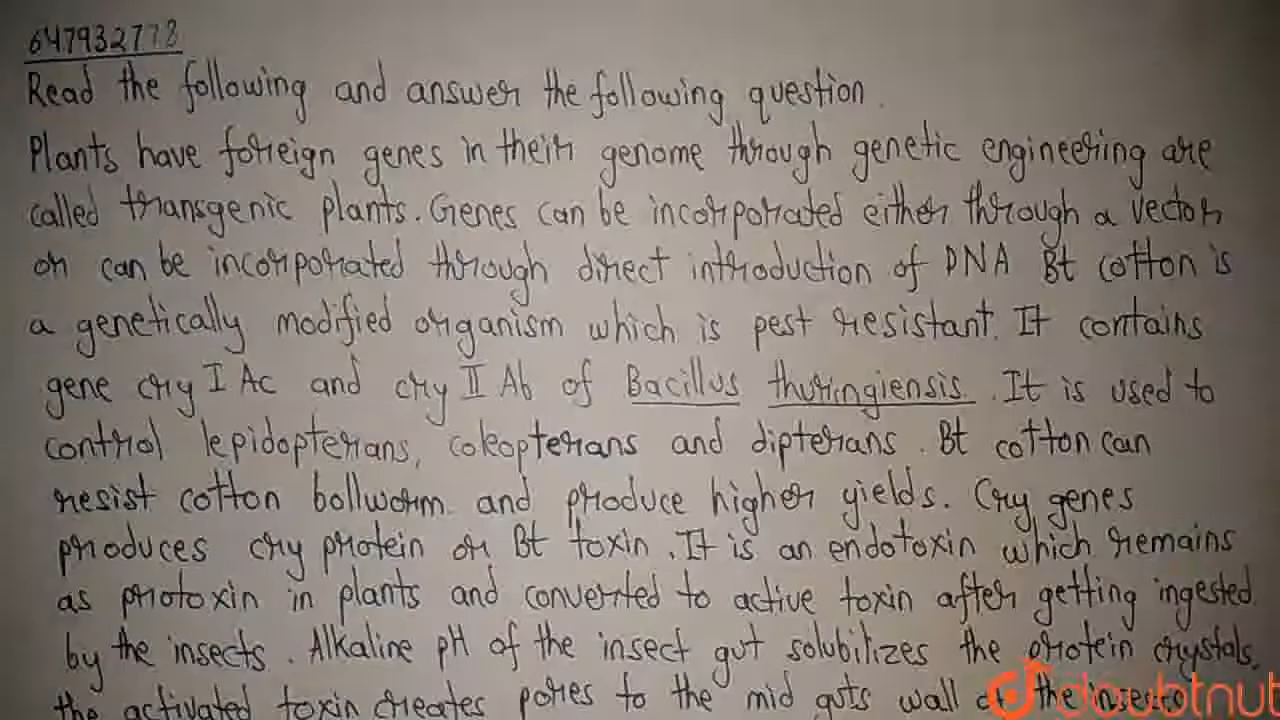 647932778
Read the following and answer the following question.
Plants have foreign genes in their genome through genetic engineering are
called transgenic plants. Genes can be incorporated either through a vector
or can be incorporated through direct introduction of DNA Bt cotton is
a genetically modified organism which is pest resistant. It contains
gene cry I Ac and cry II Ab of Bacillus thuringiensis. It is used to
control lepidopterans, coleopterans and dipterans. Bt cotton can
resist cotton bollworm and produce higher yields. Cry genes
produces cry protein or Bt toxin. It is an endotoxin which remains
as protoxin in plants and converted to active toxin after getting ingested
by the insects. Alkaline pH of the insect gut solubilizes the protein crystals,
the activated toxin creates pores to the mid guts wall of the insects
doubtnut